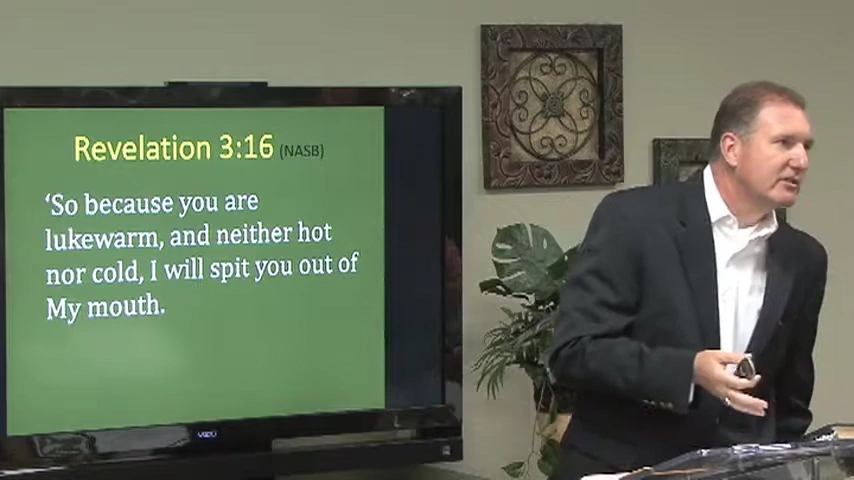 Revelation 3:16 (NASB)
‘So because you are
lukewarm, and neither hot
nor cold, I will spit you out of
My mouth.
VIZIO